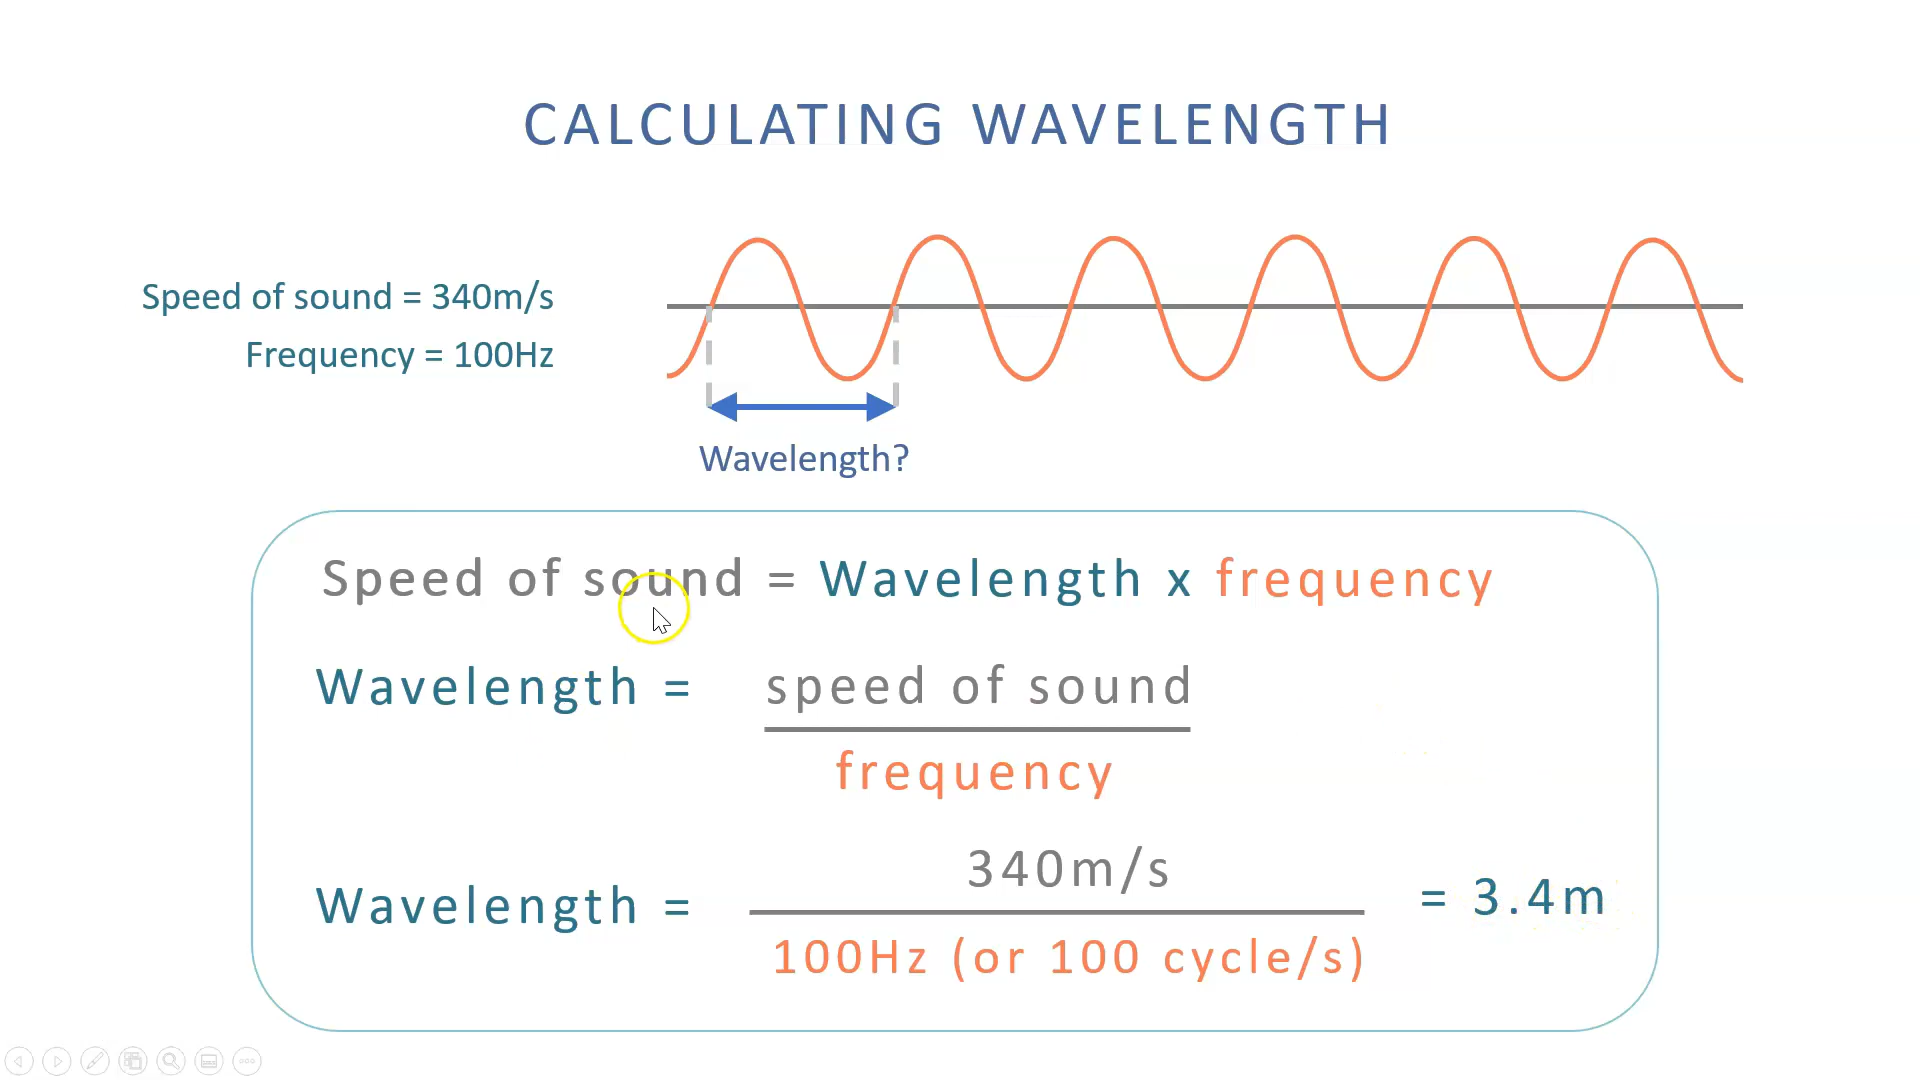 CALCULATING WAVELENGTH
Speed of sound = 340m/s
Frequency = 100Hz
Wavelength?
Speed of sound = Wavelength x frequency
Wavelength = speed of sound
frequency
Wavelength = 340m/s = 3.4m
100Hz (or 100 cycle/s)